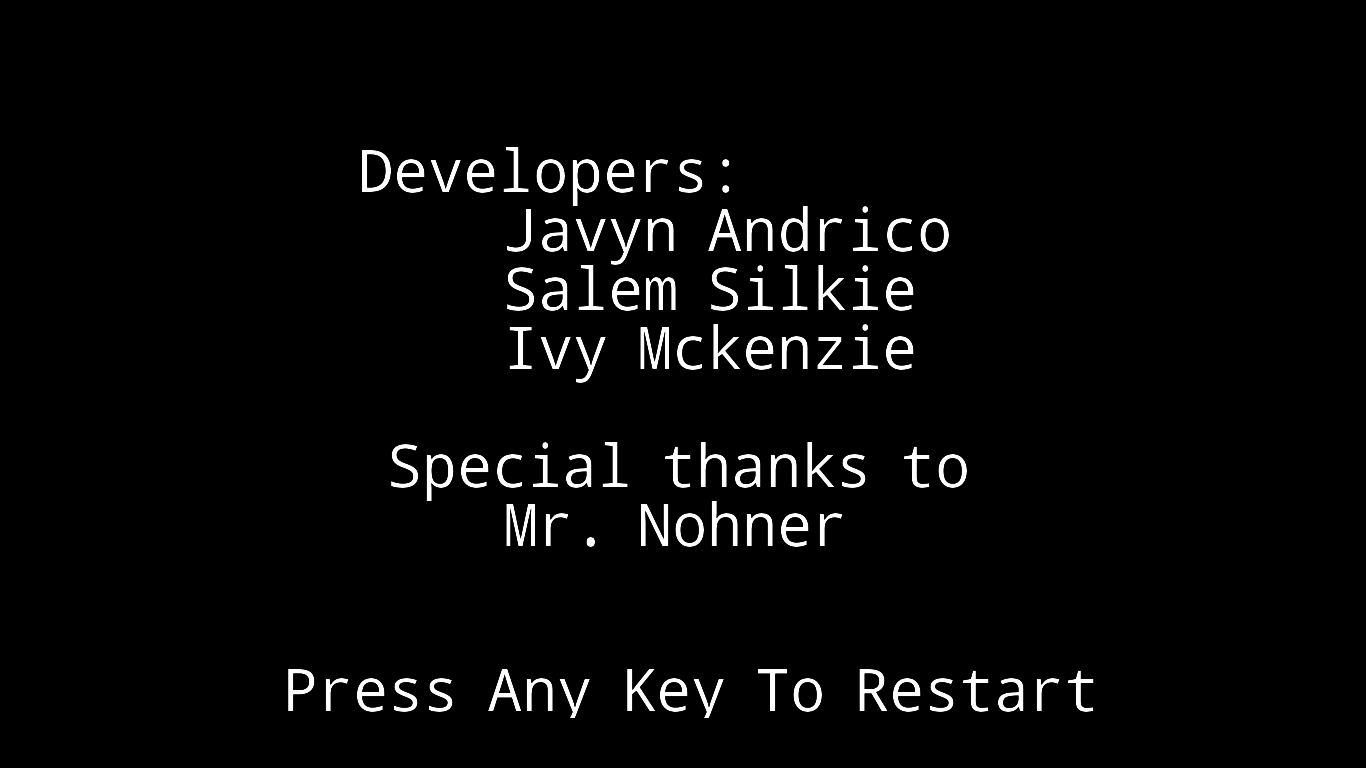 Developers:
Javyn Andrico
Salem Silkie
Ivy Mckenzie
Special thanks to
Mr. Nohner
Press Any Key To Restart